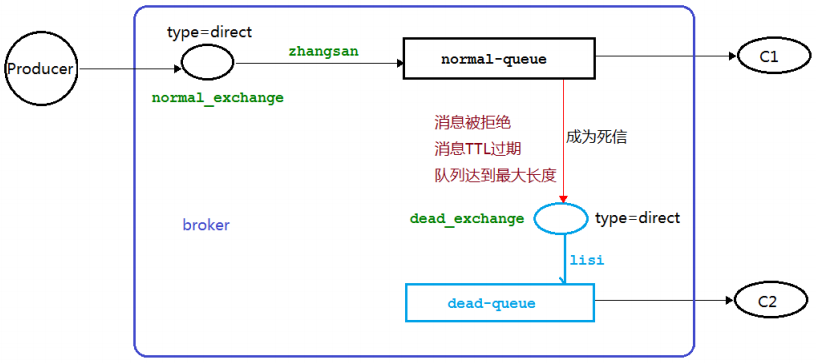 type=direct
zhangsan
Producer
normal-queue
C1
normal_exchange
消息被拒绝
消息TTL过期
队列达到最大长度
成为死信
broker
dead_exchange
type=direct
lisi
dead-queue
C2